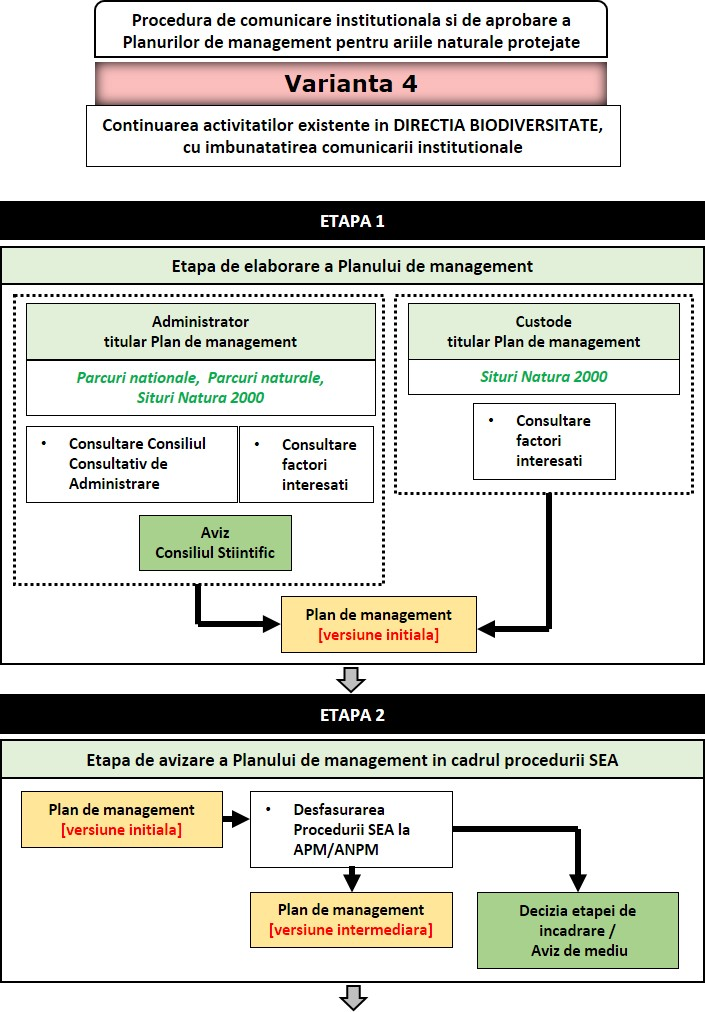 Procedura de comunicare institutionala si de aprobare a
Planurilor de management pentru ariile naturale protejate
Varianta 4
Continuarea activitatilor existente in DIRECTIA BIODIVERSITATE,
cu imbunatatirea comunicarii institutionale
ETAPA 1
Etapa de elaborare a Planului de management
Administrator
titular Plan de management
Parcuri nationale, Parcuri naturale,
Situri Natura 2000
• Consultare Consiliul
Consultativ de
Administrare
• Consultare
factori
interesati
Aviz
Consiliul Stiintific
Custode
titular Plan de management
Situri Natura 2000
• Consultare
factori
interesati
Plan de management
[versiune initiala]
ETAPA 2
Etapa de avizare a Planului de management in cadrul procedurii SEA
Plan de management
[versiune initiala]
• Desfasurarea
Procedurii SEA la
APM/ANPM
Plan de management
[versiune intermediara]
Decizia etapei de
incadrare /
Aviz de mediu